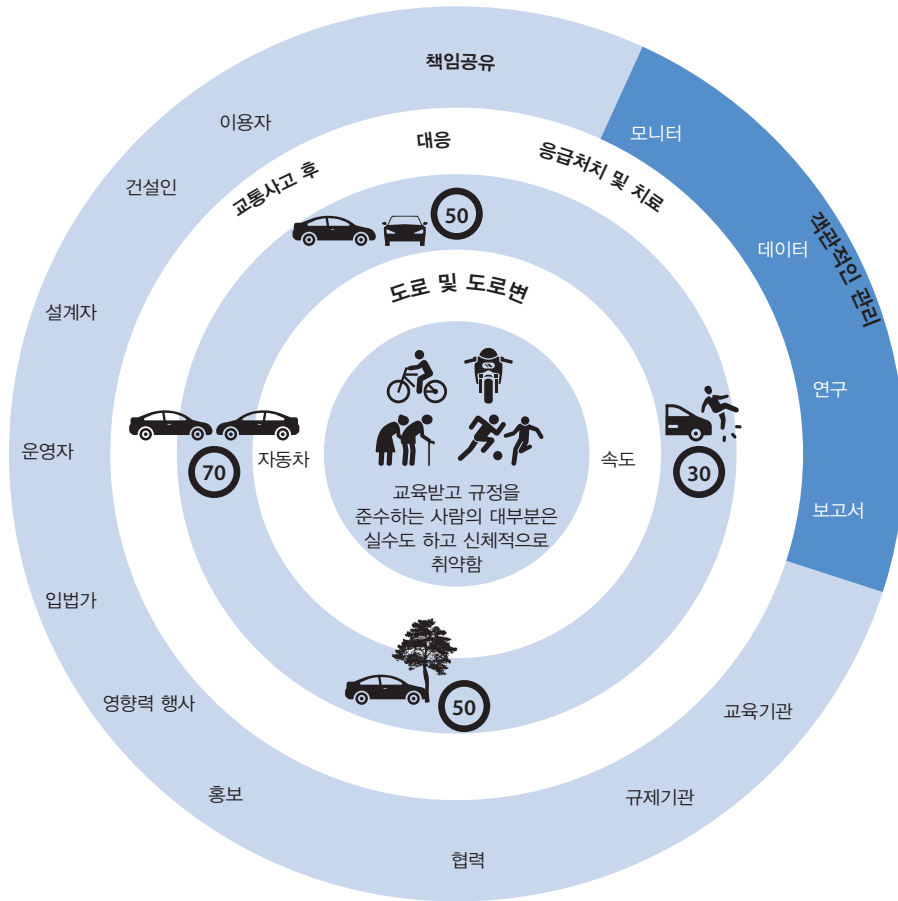 책임공유
이용자
모니터
대응
응급처치 및 치료
교통사고 후
건설인
50
객관적인 관리
데이터
도로 및 도로변
설계자
연구
운영자
자동차
속도
70
30
교육받고 규정을
준수하는 사람의 대부분은
실수도 하고 신체적으로
취약함
보고서
입법가
영향력 행사
50
교육기관
홍보
규제기관
협력